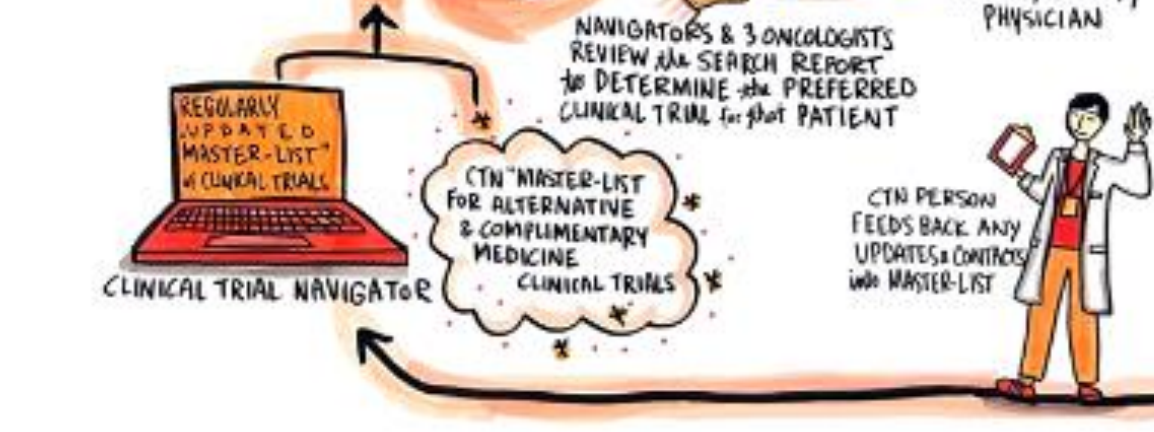 PHYSICIAN
NAVIGATORS & 3 ONCOLOGISTS
REVIEW the SEARCH REPORT
to DETERMINE the PREFERRED
CLINICAL TRIAL for that PATIENT
REGULARLY
UPDATED
"MASTER-LIST"
of CLINICAL TRIALS
CLINICAL TRIAL NAVIGATOR
CTN "MASTER-LIST
FOR ALTERNATIVE
& COMPLIMENTARY
MEDICINE
CLINICAL TRIALS
CTN PERSON
FEEDS BACK ANY
UPDATES & CONTACTS
into MASTER-LIST